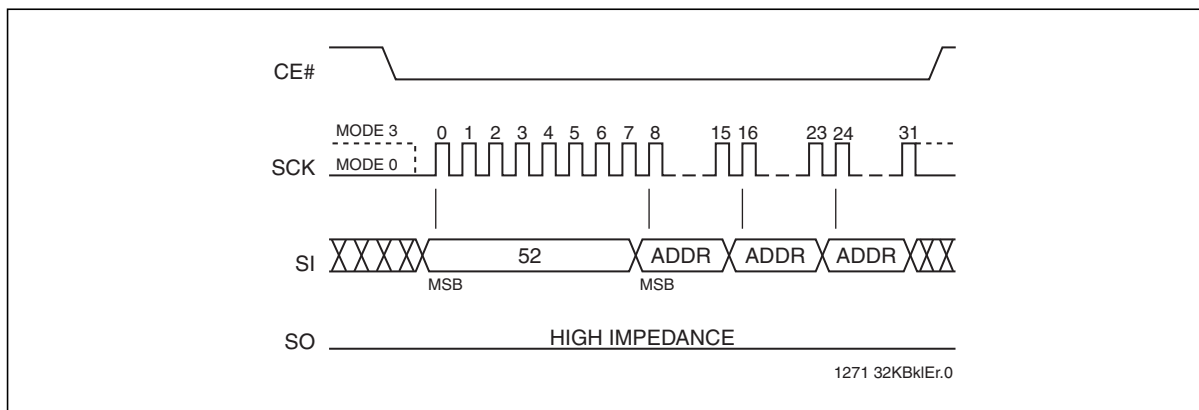 CE#
MODE 3
0 1 2 3 4 5 6 7 8 15 16 23 24 31
SCK MODE 0
SI 52 ADDR ADDR ADDR
MSB MSB
SO HIGH IMPEDANCE
1271 32KBklEr.0